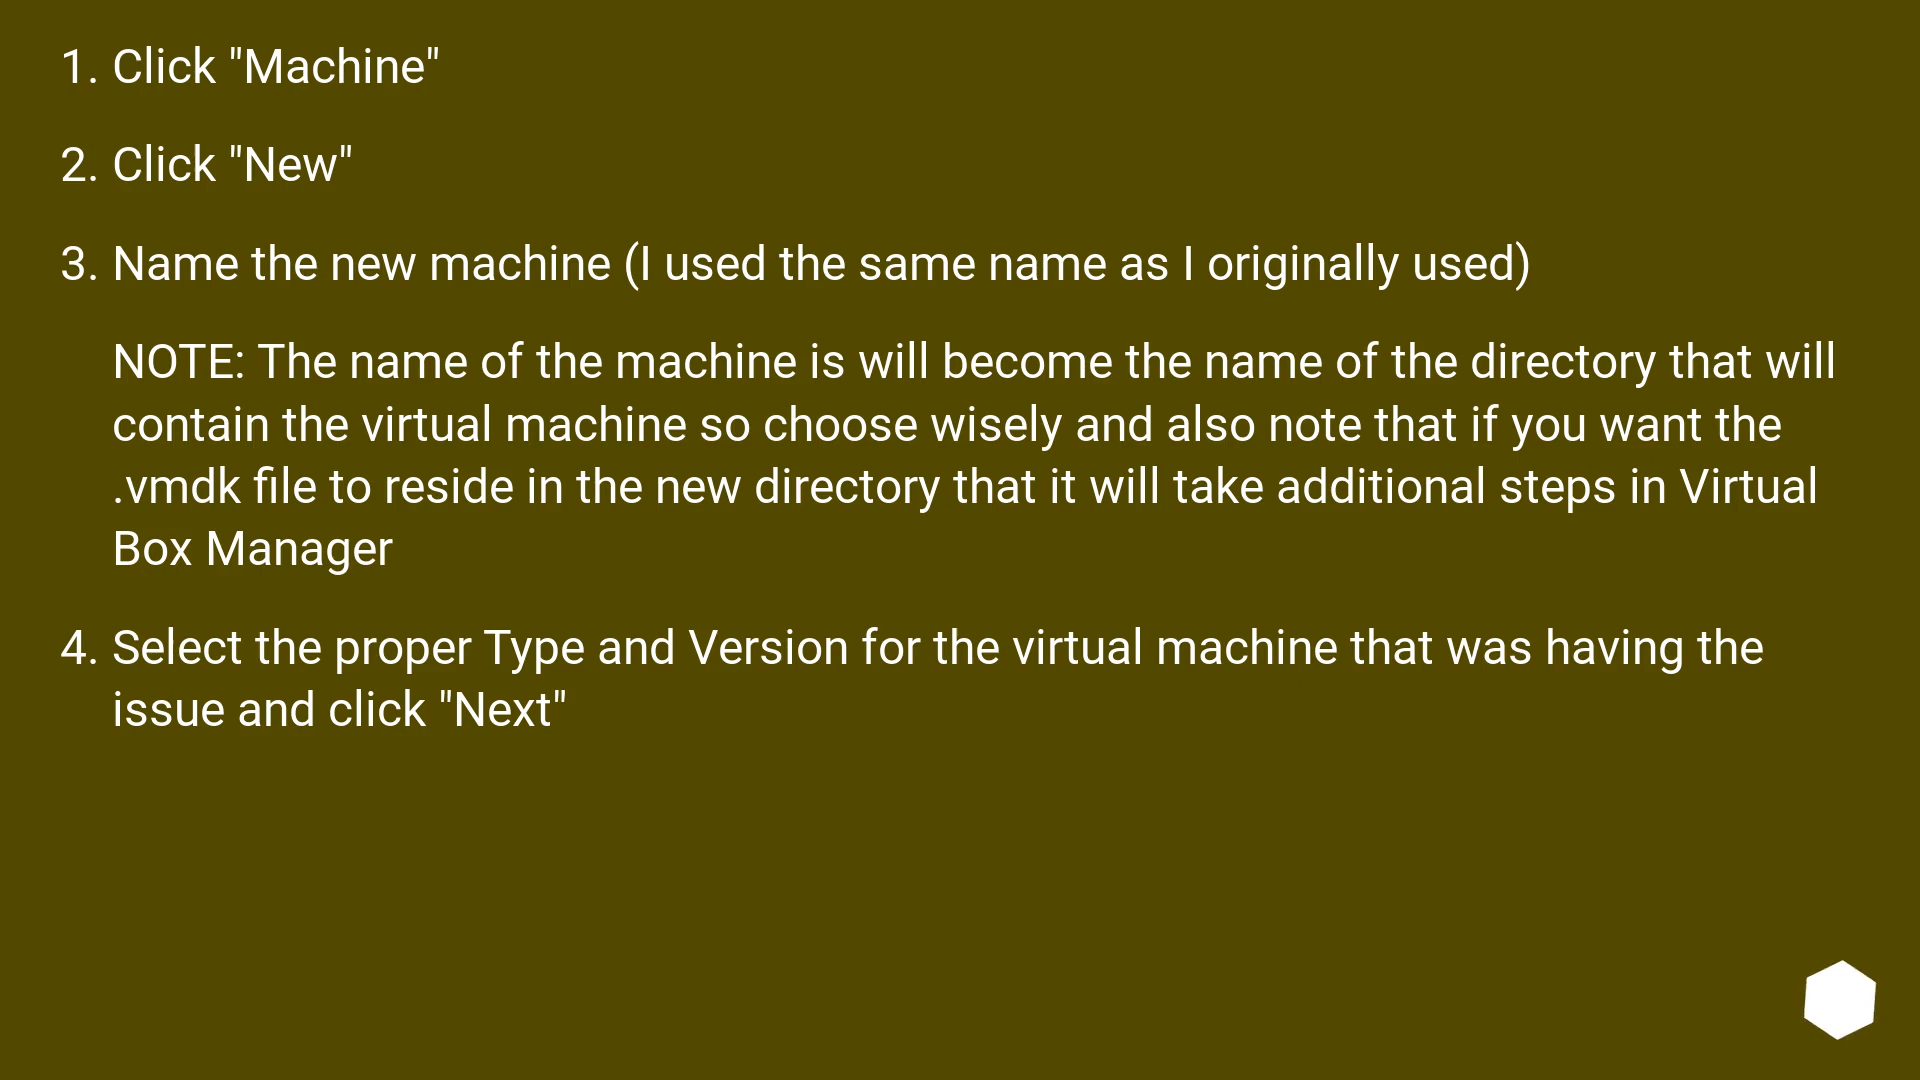 1. Click "Machine"
2. Click "New"
3. Name the new machine (I used the same name as I originally used)
NOTE: The name of the machine is will become the name of the directory that will
contain the virtual machine so choose wisely and also note that if you want the
.vmdk file to reside in the new directory that it will take additional steps in Virtual
Box Manager
4. Select the proper Type and Version for the virtual machine that was having the
issue and click "Next"